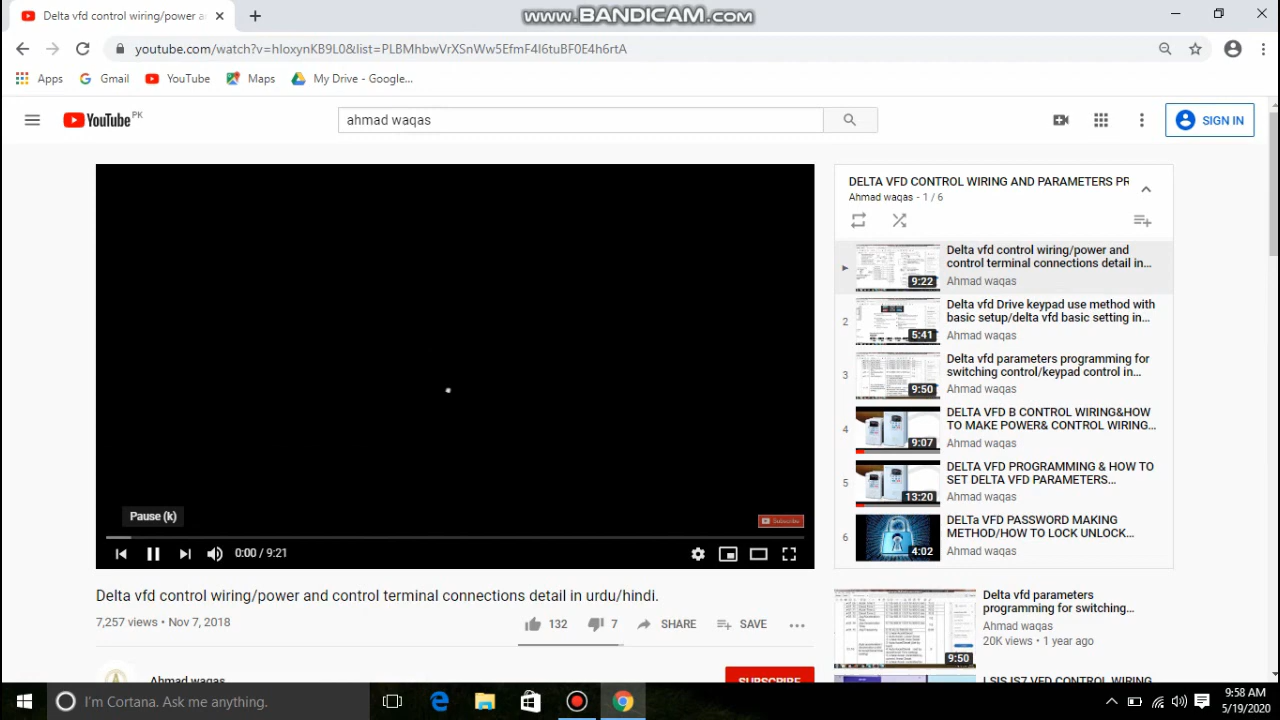 Delta vfd control wiring/power a
www.BANDICAM.com
youtube.com/watch?v=hIoxynKB9L0&list=PLBMhbwVrXSnWw5EfmF4I6tuBF0E4h6rtA
Apps
Gmail
YouTube
Maps
My Drive - Google...
YouTube PK
ahmad waqas
SIGN IN
DELTA VFD CONTROL WIRING AND PARAMETERS PR
Ahmad waqas - 1 / 6
Delta vfd control wiring/power and
control terminal connections detail in...
Ahmad waqas
9:22
2
Delta vfd Drive keypad use method with
basic setup/delta vfd basic setting in...
Ahmad waqas
5:41
3
Delta vfd parameters programming for
switching control/keypad control in...
Ahmad waqas
9:50
4
DELTA VFD B CONTROL WIRING&HOW
TO MAKE POWER& CONTROL WIRING...
Ahmad waqas
9:07
5
DELTA VFD PROGRAMMING & HOW TO
SET DELTA VFD PARAMETERS...
Ahmad waqas
13:20
6
DELTa VFD PASSWORD MAKING
METHOD/HOW TO LOCK UNLOCK...
Ahmad waqas
4:02
Pause (k)
Subscribe
0:00 / 9:21
Delta vfd control wiring/power and control terminal connections detail in urdu/hindi.
7,257 views
2018
132
SHARE
SAVE
SUBSCRIBE
Delta vfd parameters
programming for switching...
Ahmad waqas
20K views • 1 year ago
9:50
I'm Cortana. Ask me anything.
9:58 AM
5/19/2020